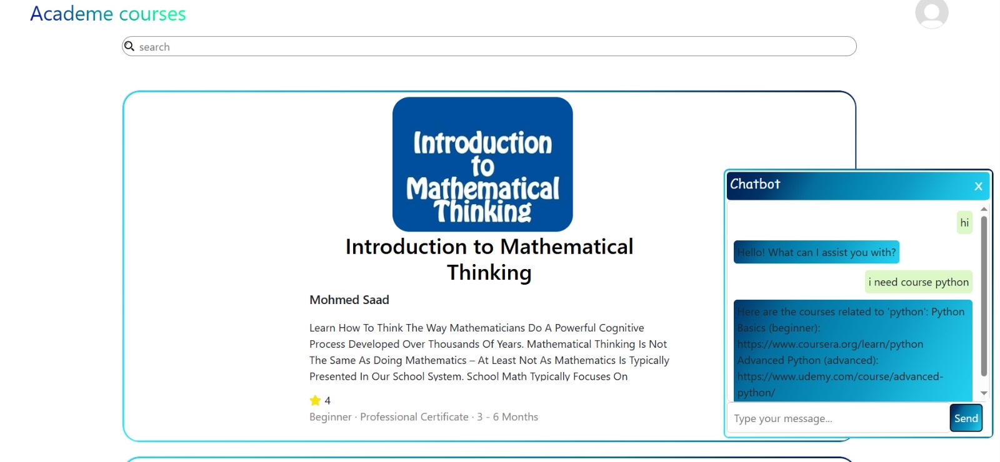 Academe courses
search
Introduction
to
Mathematical
Thinking
Introduction to Mathematical
Thinking
Mohmed Saad
Learn How To Think The Way Mathematicians Do A Powerful Cognitive
Process Developed Over Thousands Of Years. Mathematical Thinking Is Not
The Same As Doing Mathematics – At Least Not As Mathematics Is Typically
Presented In Our School System. School Math Typically Focuses On
4
Beginner · Professional Certificate · 3 - 6 Months
Chatbot
X
hi
Hello! What can I assist you with?
i need course python
Here are the courses related to 'python': Python
Basics (beginner):
https://www.coursera.org/learn/python
Advanced Python (advanced):
https://www.udemy.com/course/advanced-
python/
Type your message...
Send